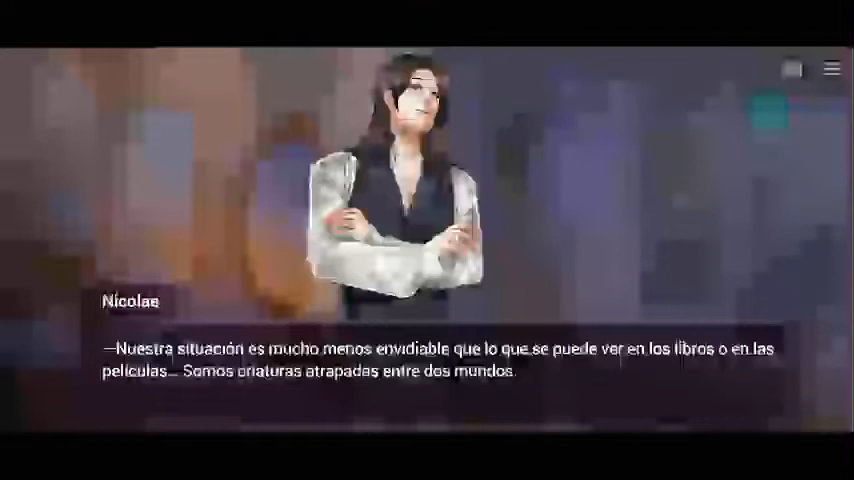 Nicolae
—Nuestra situación es mucho menos envidiable que lo que se puede ver en los libros o en las
películas... Somos criaturas atrapadas entre dos mundos.